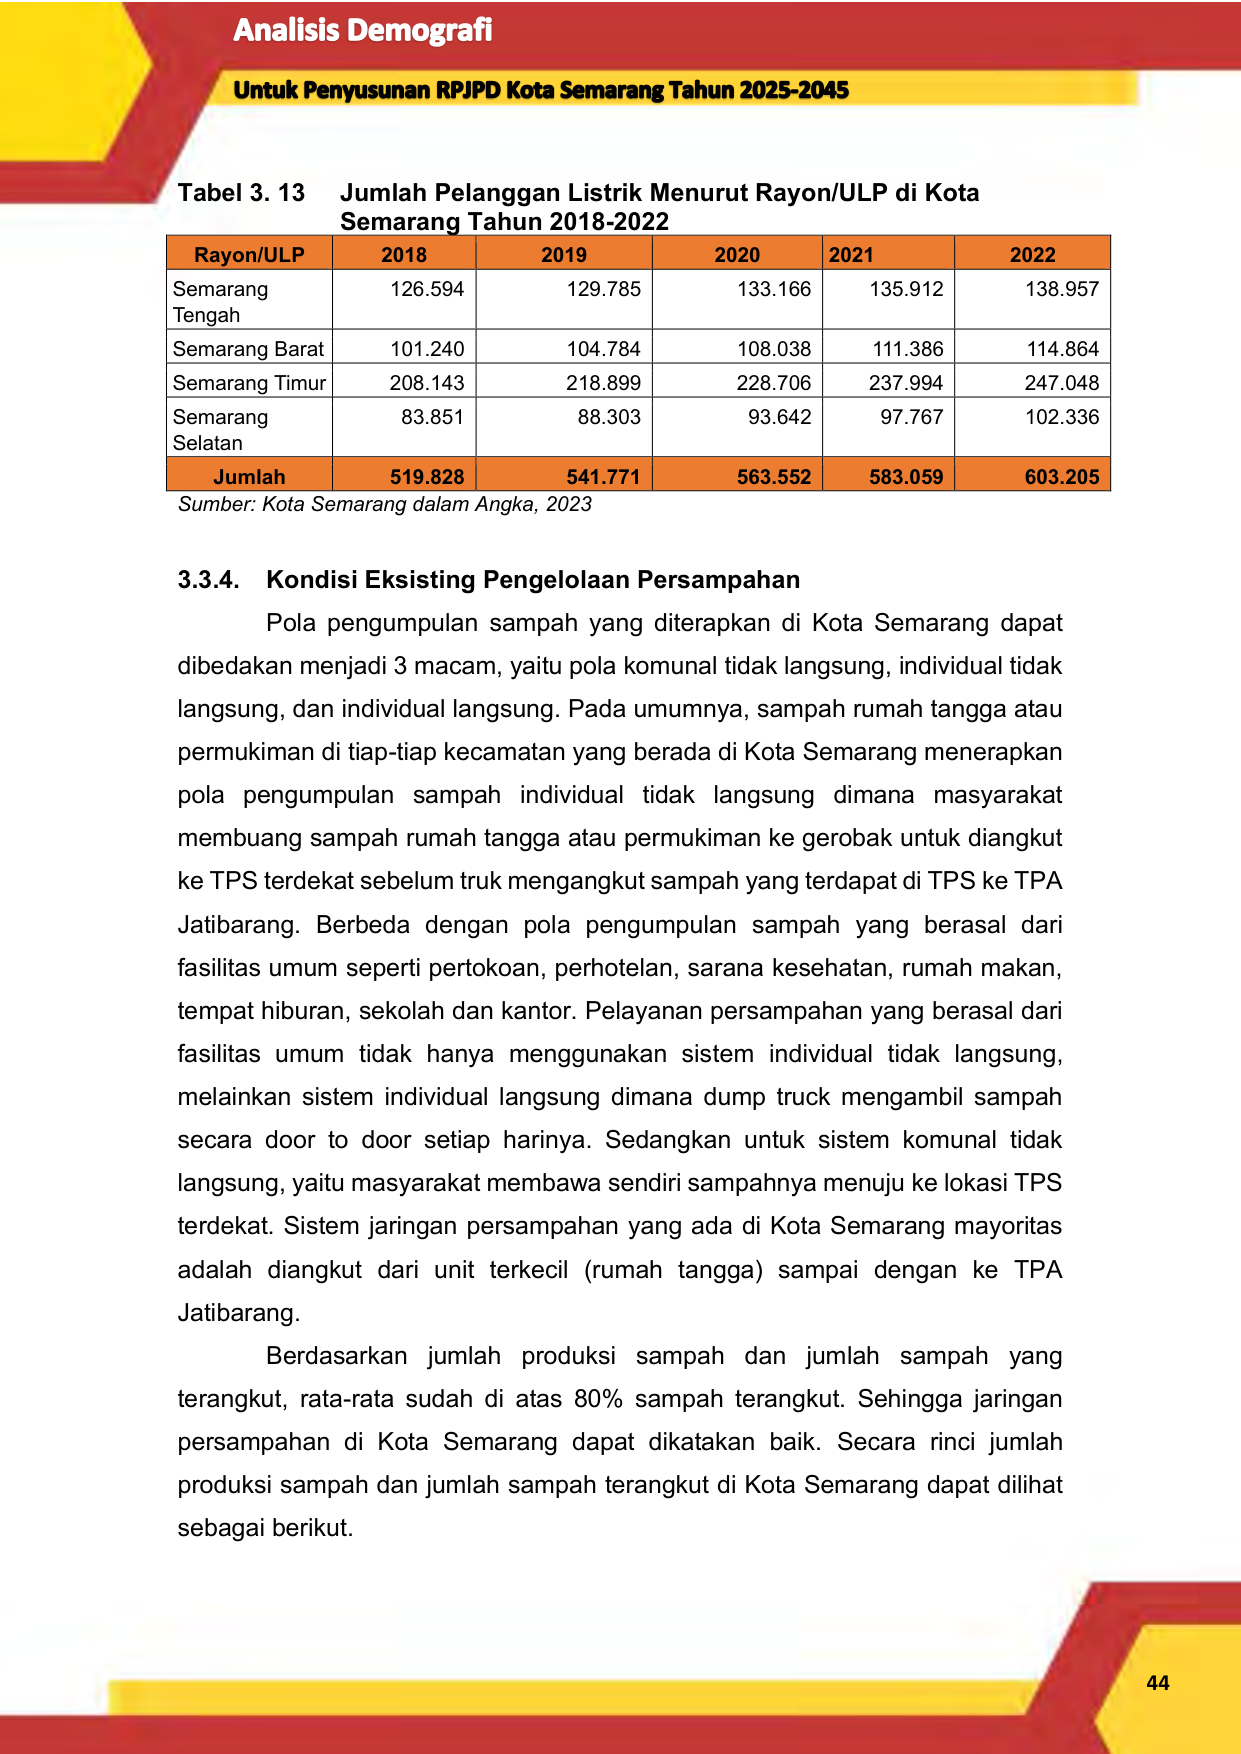 Analisis Demografi
Untuk Penyusunan RPJPD Kota Semarang Tahun 2025-2045
Tabel 3. 13 Jumlah Pelanggan Listrik Menurut Rayon/ULP di Kota
Semarang Tahun 2018-2022
Rayon/ULP 2018 2019 2020 2021 2022
Semarang 126.594 129.785 133.166 135.912 138.957
Tengah
Semarang Barat 101.240 104.784 108.038 111.386 114.864
Semarang Timur 208.143 218.899 228.706 237.994 247.048
Semarang 83.851 88.303 93.642 97.767 102.336
Selatan
Jumlah 519.828 541.771 563.552 583.059 603.205
Sumber: Kota Semarang dalam Angka, 2023
3.3.4. Kondisi Eksisting Pengelolaan Persampahan
Pola pengumpulan sampah yang diterapkan di Kota Semarang dapat
dibedakan menjadi 3 macam, yaitu pola komunal tidak langsung, individual tidak
langsung, dan individual langsung. Pada umumnya, sampah rumah tangga atau
permukiman di tiap-tiap kecamatan yang berada di Kota Semarang menerapkan
pola pengumpulan sampah individual tidak langsung dimana masyarakat
membuang sampah rumah tangga atau permukiman ke gerobak untuk diangkut
ke TPS terdekat sebelum truk mengangkut sampah yang terdapat di TPS ke TPA
Jatibarang. Berbeda dengan pola pengumpulan sampah yang berasal dari
fasilitas umum seperti pertokoan, perhotelan, sarana kesehatan, rumah makan,
tempat hiburan, sekolah dan kantor. Pelayanan persampahan yang berasal dari
fasilitas umum tidak hanya menggunakan sistem individual tidak langsung,
melainkan sistem individual langsung dimana dump truck mengambil sampah
secara door to door setiap harinya. Sedangkan untuk sistem komunal tidak
langsung, yaitu masyarakat membawa sendiri sampahnya menuju ke lokasi TPS
terdekat. Sistem jaringan persampahan yang ada di Kota Semarang mayoritas
adalah diangkut dari unit terkecil (rumah tangga) sampai dengan ke TPA
Jatibarang.
Berdasarkan jumlah produksi sampah dan jumlah sampah yang
terangkut, rata-rata sudah di atas 80% sampah terangkut. Sehingga jaringan
persampahan di Kota Semarang dapat dikatakan baik. Secara rinci jumlah
produksi sampah dan jumlah sampah terangkut di Kota Semarang dapat dilihat
sebagai berikut.
44